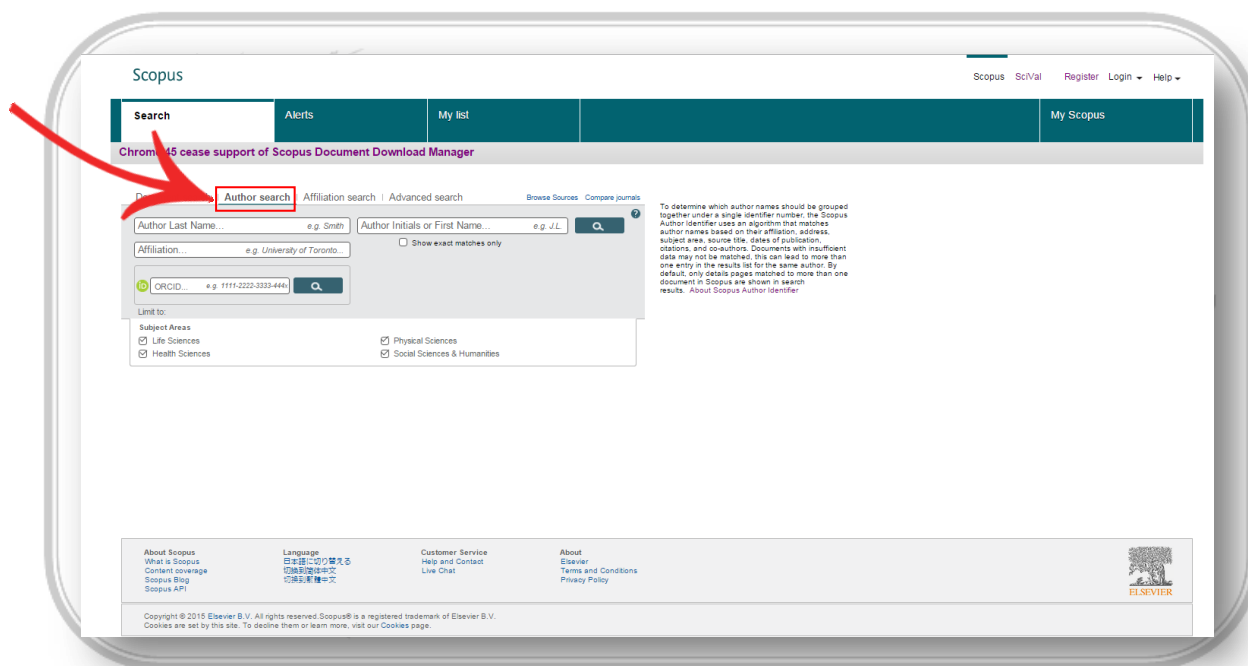 Scopus
Scopus SciVal Register Login Help
Search Alerts My list My Scopus
45 cease support of Scopus Document Download Manager
Author search Affiliation search Advanced search Browse Sources Compare journals
Author Last Name... e.g. Smith Author Initials or First Name... e.g. J.L.
Show exact matches only
Affiliation... e.g. University of Toronto...
iD ORCID... e.g. 1111-2222-3333-444x
Limit to:
Subject Areas
Life Sciences Physical Sciences
Health Sciences Social Sciences & Humanities
?
To determine which author names should be grouped
together under a single identifier number, the Scopus
Author Identifier uses an algorithm that matches
author names based on their affiliation, address,
subject area, source title, dates of publication,
citations, and co-authors. Documents with insufficient
data may not be matched, this can lead to more than
one entry in the results list for the same author. By
default, only details pages matched to more than one
document in Scopus are shown in search
results. About Scopus Author Identifier
About Scopus
What is Scopus
Content coverage
Scopus Blog
Scopus API
Language
日本語に切り替える
切换到简体中文
切換到繁體中文
Customer Service
Help and Contact
Live Chat
About
Elsevier
Terms and Conditions
Privacy Policy
ELSEVIER
Copyright © 2015 Elsevier B.V. All rights reserved.Scopus® is a registered trademark of Elsevier B.V.
Cookies are set by this site. To decline them or learn more, visit our Cookies page.